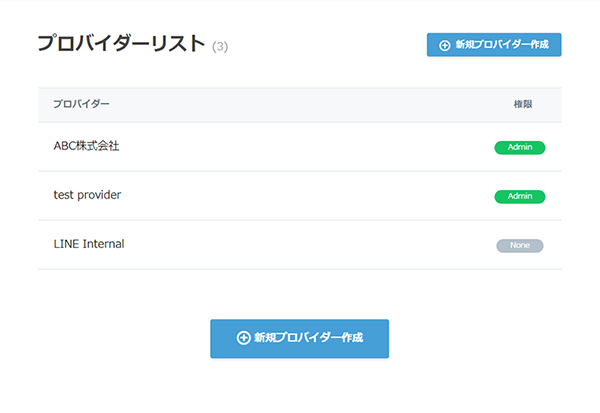 プロバイダーリスト (3)
新規プロバイダー作成
プロバイダー 権限
ABC株式会社 Admin
test provider Admin
LINE Internal None
新規プロバイダー作成